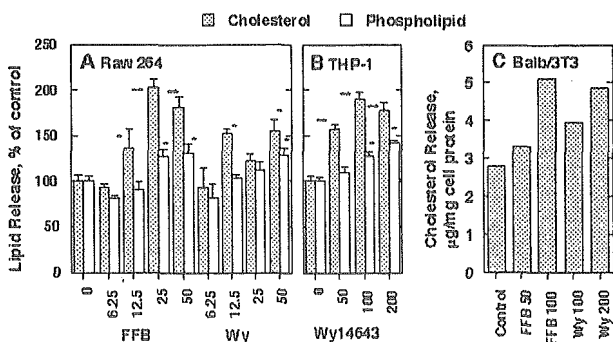 Cholesterol Phospholipid
Lipid Release, % of control
250
200
150
100
50
0
A Raw 264
** ** * * * * * * *
0 6.25 12.5 25 50 6.25 12.5 25 50
FFB Wy
B THP-1
** ** ** * *
0 50 100 200
Wy14643
Cholesterol Release,
µg/mg cell protein
6
5
4
3
2
1
0
C Balb/3T3
Control FFB 50 FFB 100 Wy 100 Wy 200